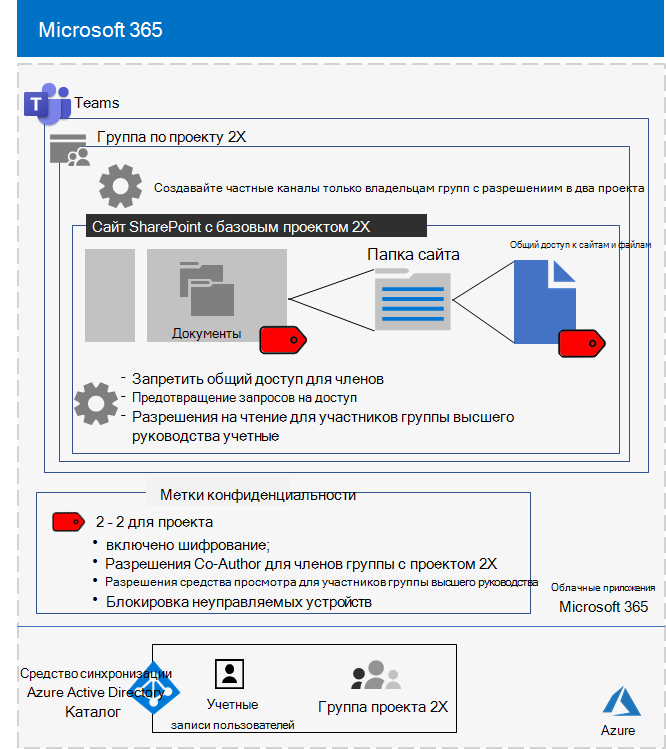 Microsoft 365
T
Teams
Группа по проекту 2X
Создавайте частные каналы только владельцам групп с разрешениим в два проекта
Сайт SharePoint с базовым проектом 2X
Папка сайта
Общий доступ к сайтам и файлам
Документы
- Запретить общий доступ для членов
- Предотвращение запросов на доступ
- Разрешения на чтение для участников группы высшего
руководства учетные
Метки конфиденциальности
2 - 2 для проекта
• включено шифрование;
• Разрешения Co-Author для членов группы с проектом 2X
• Разрешения средства просмотра для участников группы высшего руководства
• Блокировка неуправляемых устройств
Облачные приложения
Microsoft 365
Средство синхронизации
Azure Active Directory.
Каталог
Учетные
записи пользователей
Группа проекта 2X
Azure